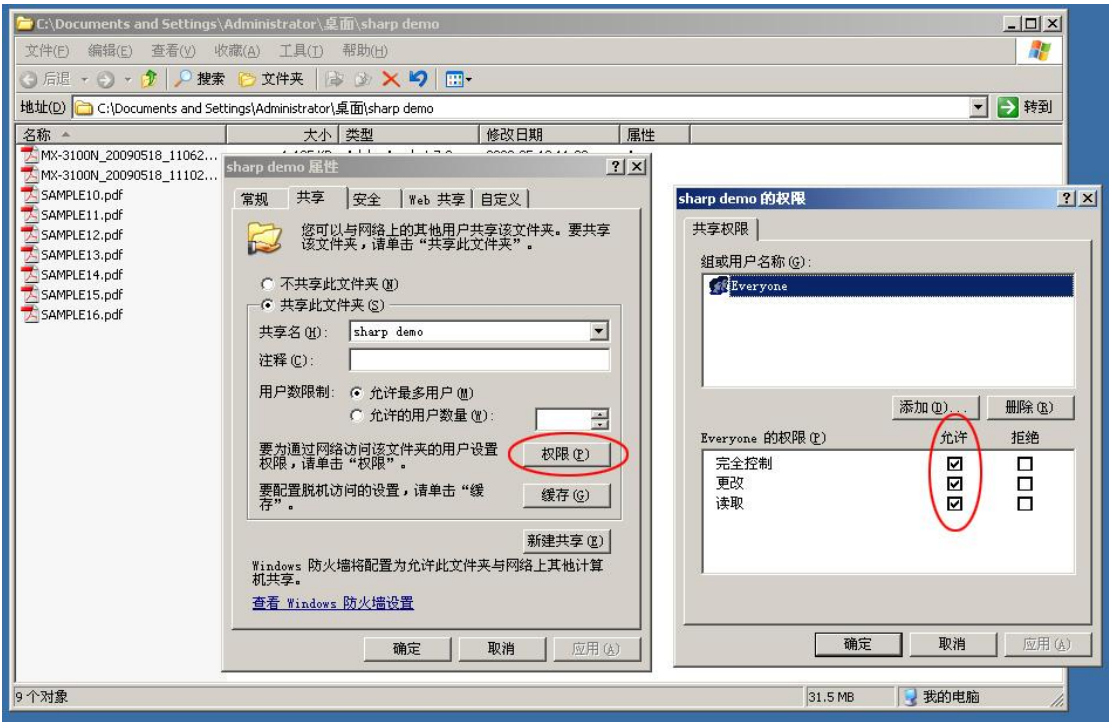 C:\Documents and Settings\Administrator\桌面\sharp demo
文件(F) 编辑(E) 查看(V) 收藏(A) 工具(T) 帮助(H)
后退 搜索 文件夹
地址(D) C:\Documents and Settings\Administrator\桌面\sharp demo 转到
名称 大小 类型 修改日期 属性
MX-3100N_20090518_11062...
MX-3100N_20090518_11102...
SAMPLE10.pdf
SAMPLE11.pdf
SAMPLE12.pdf
SAMPLE13.pdf
SAMPLE14.pdf
SAMPLE15.pdf
SAMPLE16.pdf
sharp demo 属性
常规 共享 安全 Web 共享 自定义
您可以与网络上的其他用户共享该文件夹。要共享
该文件夹，请单击“共享此文件夹”。
不共享此文件夹(N)
共享此文件夹(S)
共享名(H): sharp demo
注释(C):
用户数限制: 允许最多用户(M)
允许的用户数量(W):
要为通过网络访问该文件夹的用户设置
权限，请单击“权限”。
权限(P)
要配置脱机访问的设置，请单击“缓
存”。
缓存(G)
新建共享(E)
Windows 防火墙将配置为允许此文件夹与网络上其他计算
机共享。
查看 Windows 防火墙设置
确定 取消 应用(A)
sharp demo 的权限
共享权限
组或用户名称(G):
Everyone
添加(D)... 删除(R)
Everyone 的权限(P) 允许 拒绝
完全控制
更改
读取
确定 取消 应用(A)
9 个对象 31.5 MB 我的电脑